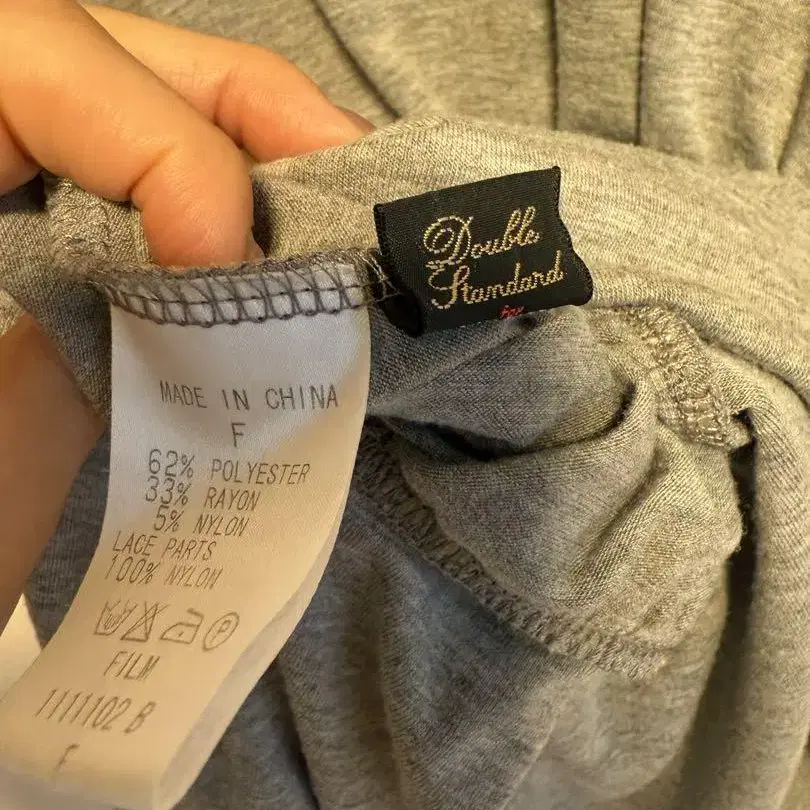 Double
Standard
MADE IN CHINA
F
62% POLYESTER
33% RAYON
5% NYLON
LACE PARTS
100% NYLON
P
FILM
1111102 B
F